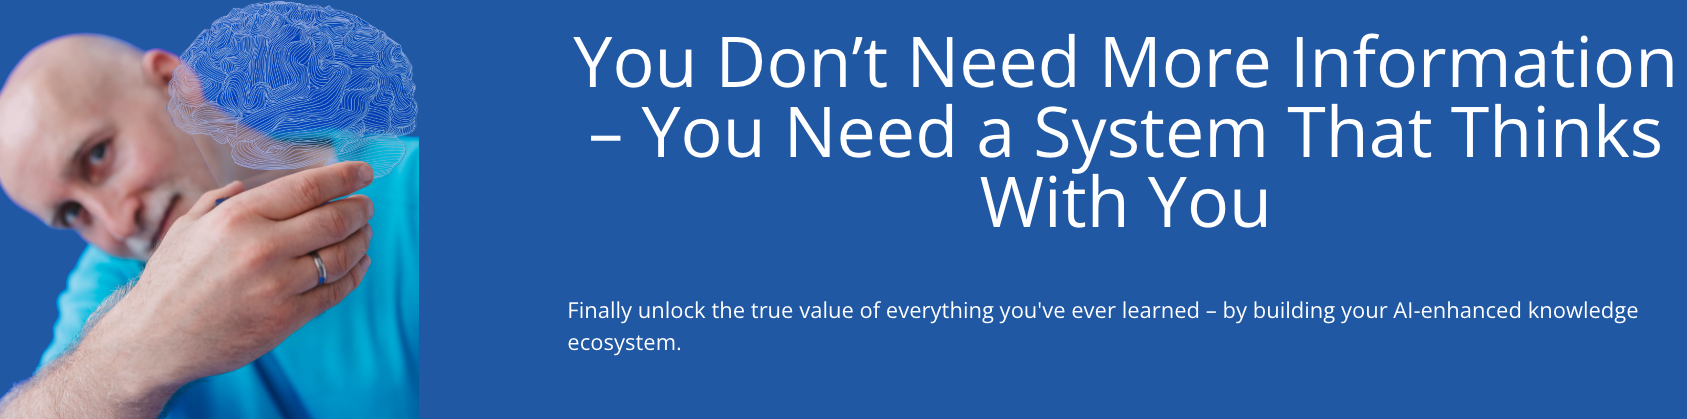 You Don’t Need More Information
– You Need a System That Thinks
With You
Finally unlock the true value of everything you've ever learned – by building your AI-enhanced knowledge
ecosystem.